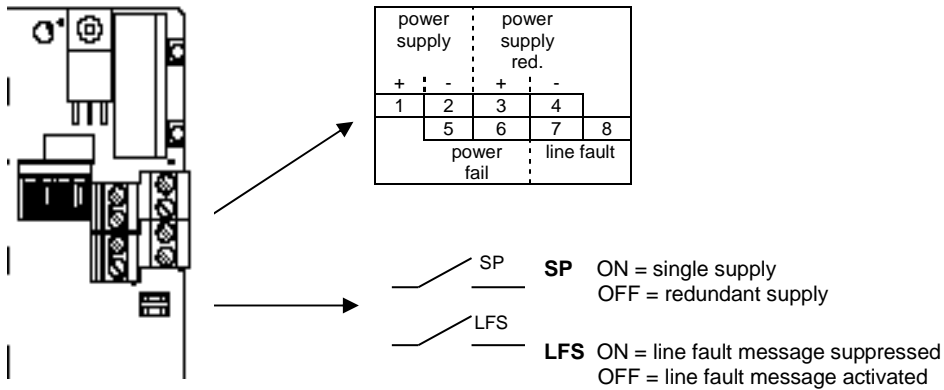 power power
supply supply
red.
+ - + -
1 2 3 4
5 6 7 8
power line fault
fail
SP SP ON = single supply
OFF = redundant supply
LFS
LFS ON = line fault message suppressed
OFF = line fault message activated